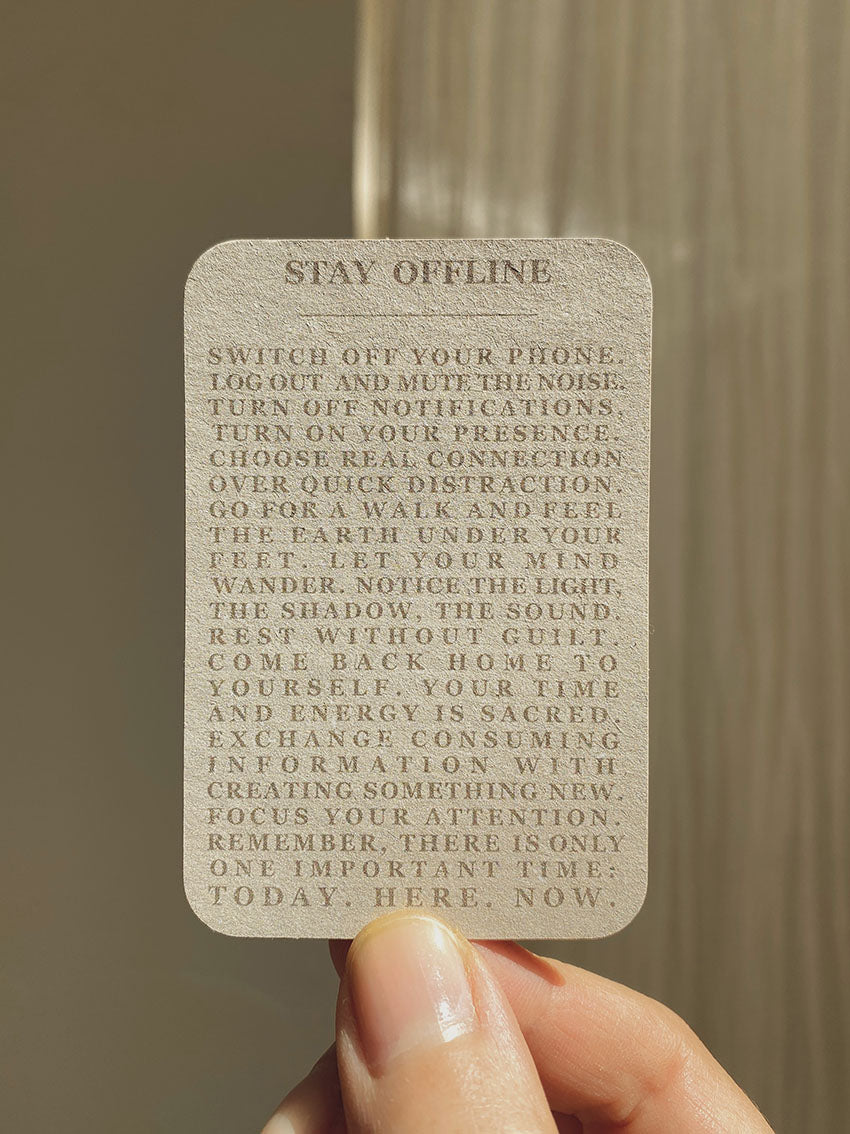 STAY OFFLINE
SWITCH OFF YOUR PHONE.
LOG OUT AND MUTE THE NOISE.
TURN OFF NOTIFICATIONS,
TURN ON YOUR PRESENCE.
CHOOSE REAL CONNECTION
OVER QUICK DISTRACTION.
GO FOR A WALK AND FEEL
THE EARTH UNDER YOUR
FEET. LET YOUR MIND
WANDER. NOTICE THE LIGHT,
THE SHADOW, THE SOUND.
REST WITHOUT GUILT.
COME BACK HOME TO
YOURSELF. YOUR TIME
AND ENERGY IS SACRED.
EXCHANGE CONSUMING
INFORMATION WITH
CREATING SOMETHING NEW.
FOCUS YOUR ATTENTION.
REMEMBER, THERE IS ONLY
ONE IMPORTANT TIME:
TODAY. HERE. NOW.